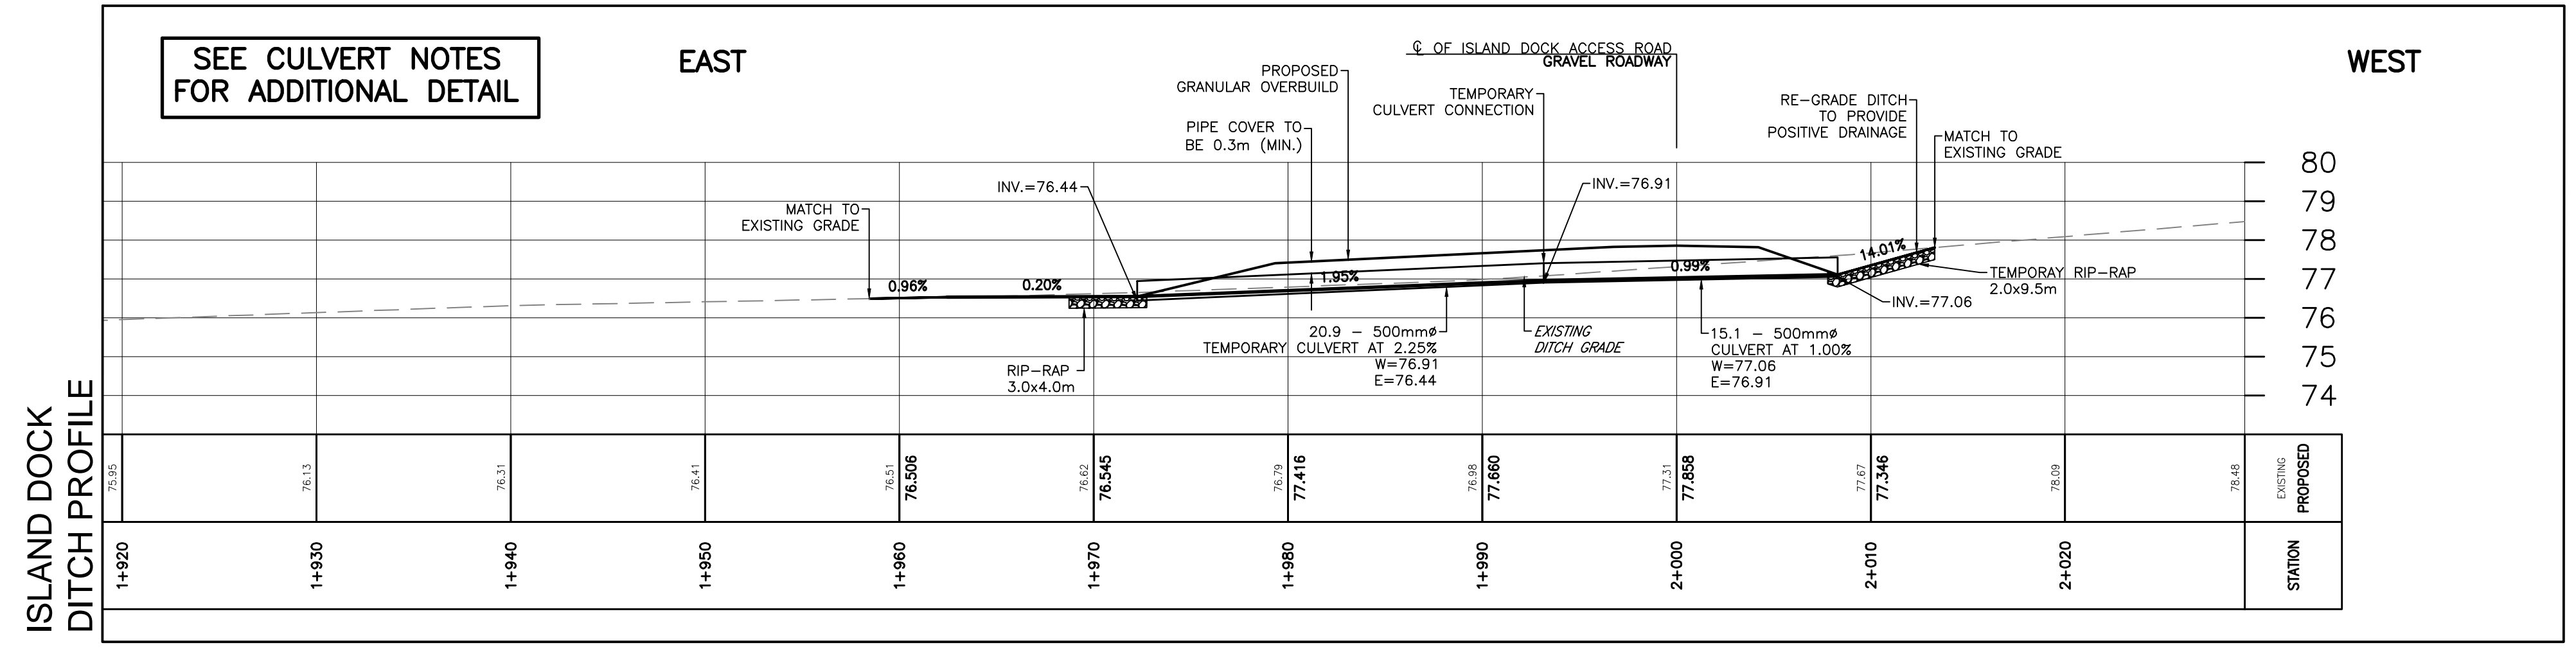 SEE CULVERT NOTES
FOR ADDITIONAL DETAIL
EAST
WEST
℄ OF ISLAND DOCK ACCESS ROAD
GRAVEL ROADWAY
PROPOSED
GRANULAR OVERBUILD
TEMPORARY
CULVERT CONNECTION
PIPE COVER TO
BE 0.3m (MIN.)
RE-GRADE DITCH
TO PROVIDE
POSITIVE DRAINAGE
MATCH TO
EXISTING GRADE
INV.=76.44
INV.=76.91
MATCH TO
EXISTING GRADE
80
79
78
77
76
75
74
0.96%
0.20%
1.95%
0.99%
14.01%
TEMPORAY RIP-RAP
2.0x9.5m
INV.=77.06
20.9 - 500mmø
TEMPORARY CULVERT AT 2.25%
W=76.91
E=76.44
EXISTING
DITCH GRADE
15.1 - 500mmø
CULVERT AT 1.00%
W=77.06
E=76.91
RIP-RAP
3.0x4.0m
ISLAND DOCK
DITCH PROFILE
75.95
76.13
76.31
76.41
76.51
76.506
76.62
76.545
76.79
77.416
76.98
77.660
77.31
77.858
77.67
77.346
78.09
78.48
EXISTING
PROPOSED
1+920
1+930
1+940
1+950
1+960
1+970
1+980
1+990
2+000
2+010
2+020
STATION